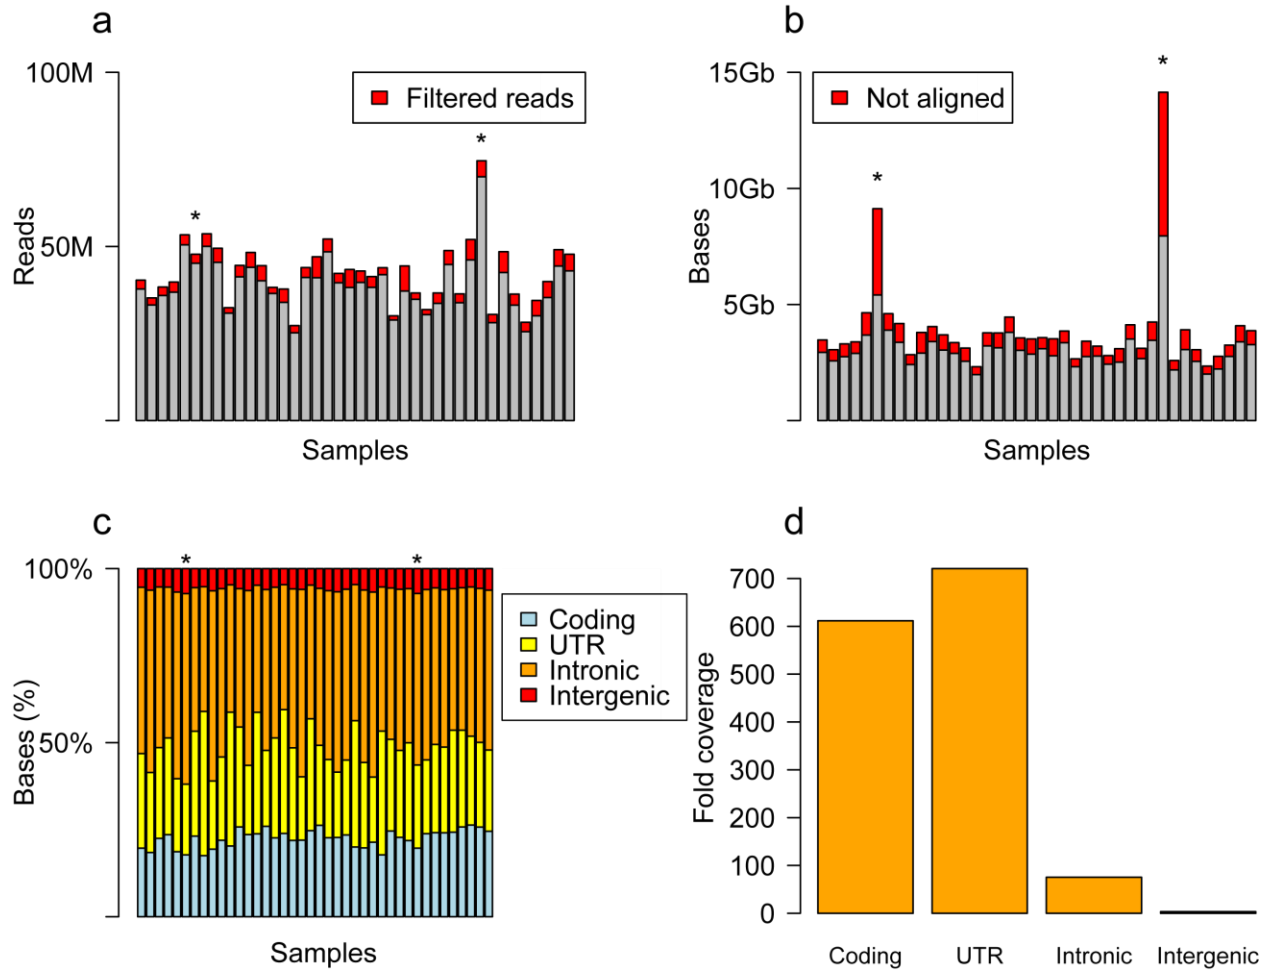 a
100M
50M
Reads
Filtered reads
*
*
Samples
b
15Gb
10Gb
5Gb
Bases
Not aligned
*
*
Samples
c
100%
50%
Bases (%)
*
*
Coding
UTR
Intronic
Intergenic
Samples
d
700
600
500
400
300
200
100
0
Fold coverage
Coding UTR Intronic Intergenic